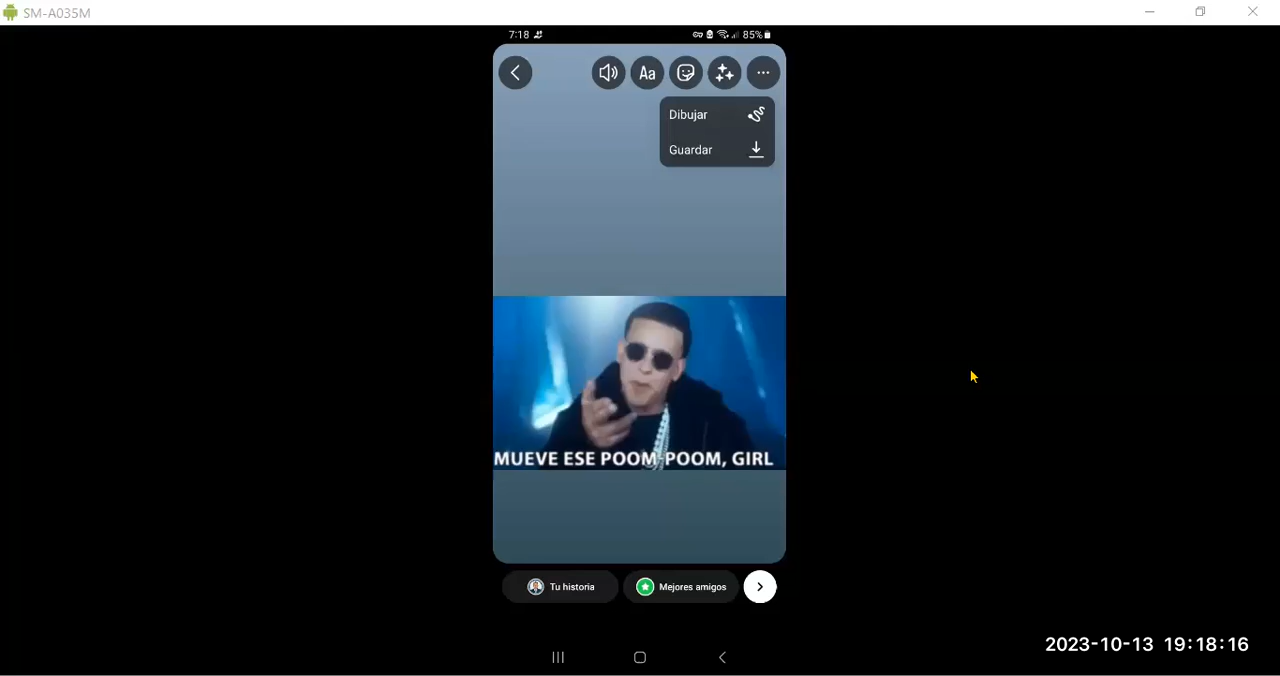 SM-A035M
7:18
85%
Aa
Dibujar
Guardar
MUEVE ESE POOM-POOM, GIRL
Tu historia
Mejores amigos
2023-10-13 19:18:16